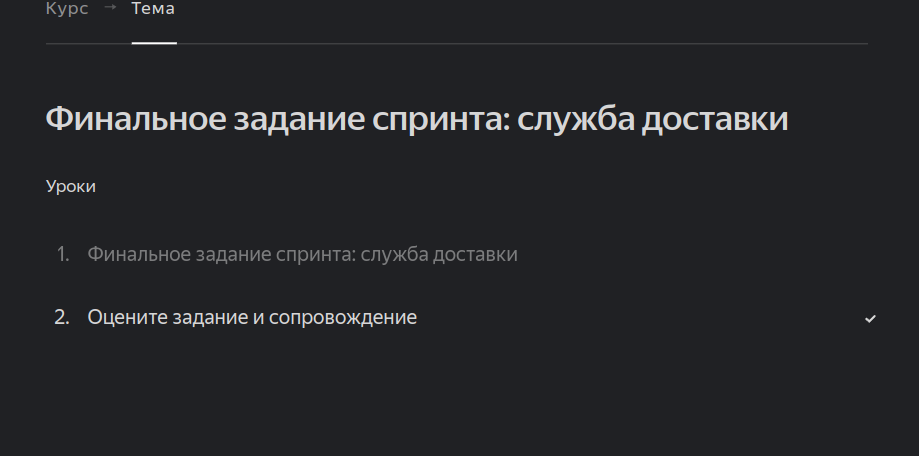 Курс → Тема
Финальное задание спринта: служба доставки
Уроки
1. Финальное задание спринта: служба доставки
2. Оцените задание и сопровождение